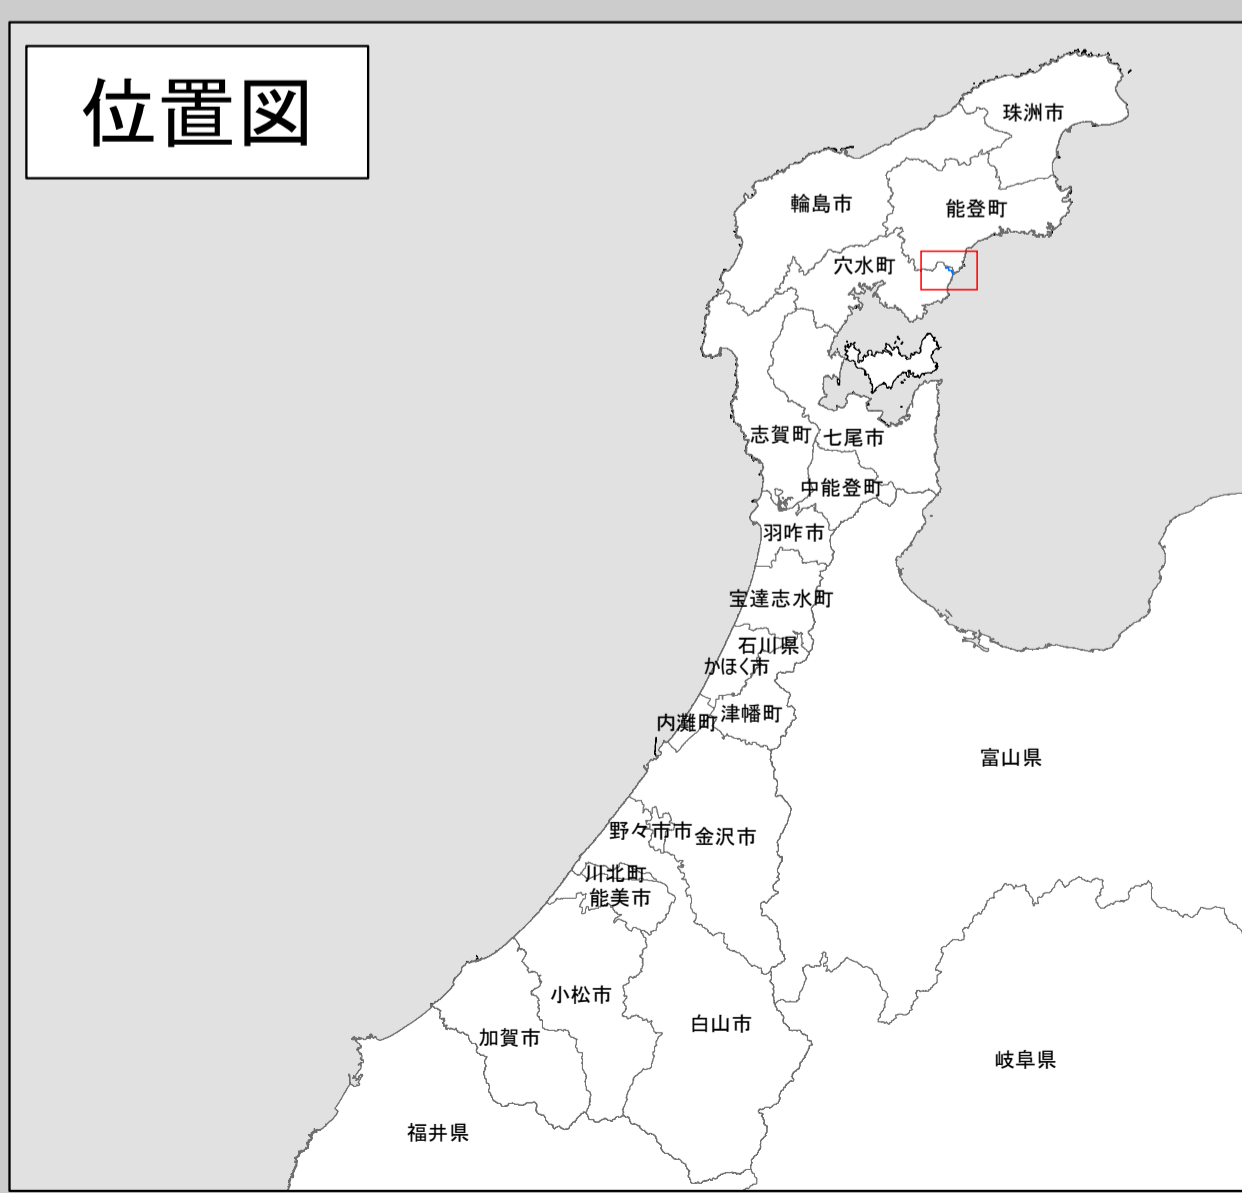 位置図
珠洲市
輪島市
能登町
穴水町
志賀町
七尾市
中能登町
羽咋市
宝達志水町
石川県
かほく市
津幡町
内灘町
富山県
野々市市
金沢市
川北町
能美市
小松市
白山市
加賀市
岐阜県
福井県